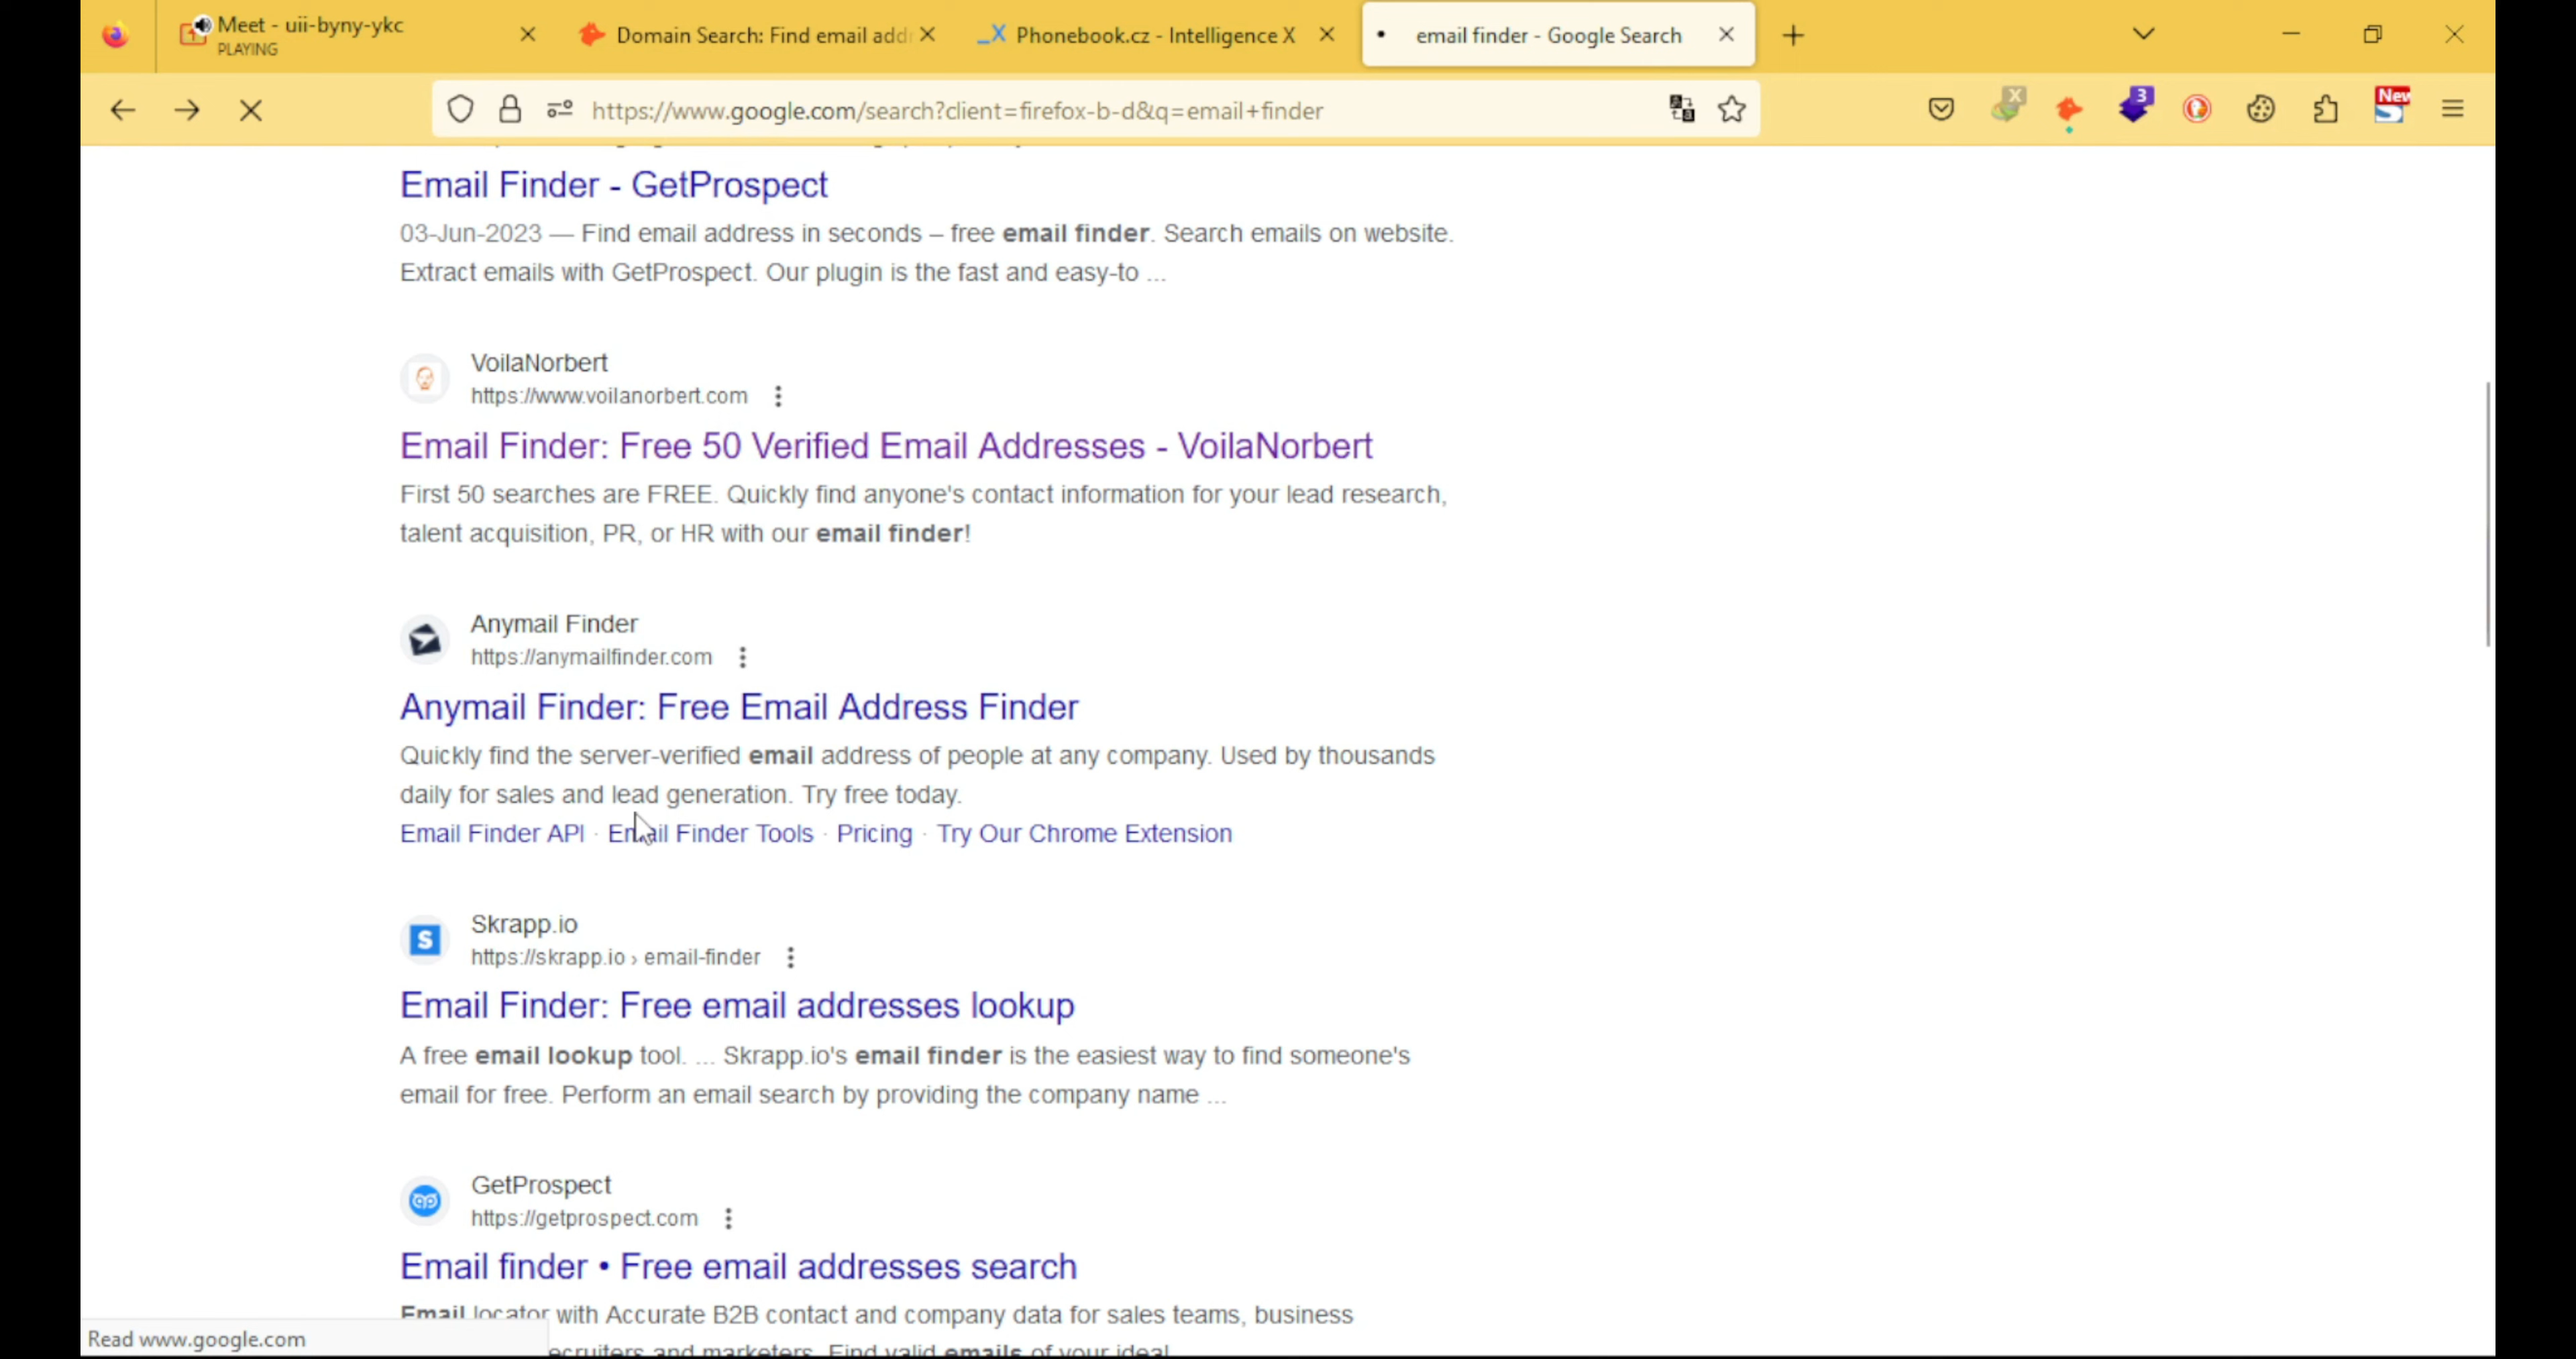 Meet - uii-byny-ykc
PLAYING
Domain Search: Find email add
Phonebook.cz - Intelligence X
email finder - Google Search
https://www.google.com/search?client=firefox-b-d&q=email+finder
X
3
New
Email Finder - GetProspect
03-Jun-2023 — Find email address in seconds – free email finder. Search emails on website.
Extract emails with GetProspect. Our plugin is the fast and easy-to ...
VoilaNorbert
https://www.voilanorbert.com
Email Finder: Free 50 Verified Email Addresses - VoilaNorbert
First 50 searches are FREE. Quickly find anyone's contact information for your lead research,
talent acquisition, PR, or HR with our email finder!
Anymail Finder
https://anymailfinder.com
Anymail Finder: Free Email Address Finder
Quickly find the server-verified email address of people at any company. Used by thousands
daily for sales and lead generation. Try free today.
Email Finder API · Email Finder Tools · Pricing · Try Our Chrome Extension
S
Skrapp.io
https://skrapp.io › email-finder
Email Finder: Free email addresses lookup
A free email lookup tool. ... Skrapp.io's email finder is the easiest way to find someone's
email for free. Perform an email search by providing the company name ...
GetProspect
https://getprospect.com
Email finder • Free email addresses search
Email locator with Accurate B2B contact and company data for sales teams, business
recruiters and marketers. Find valid emails of your ideal
Read www.google.com